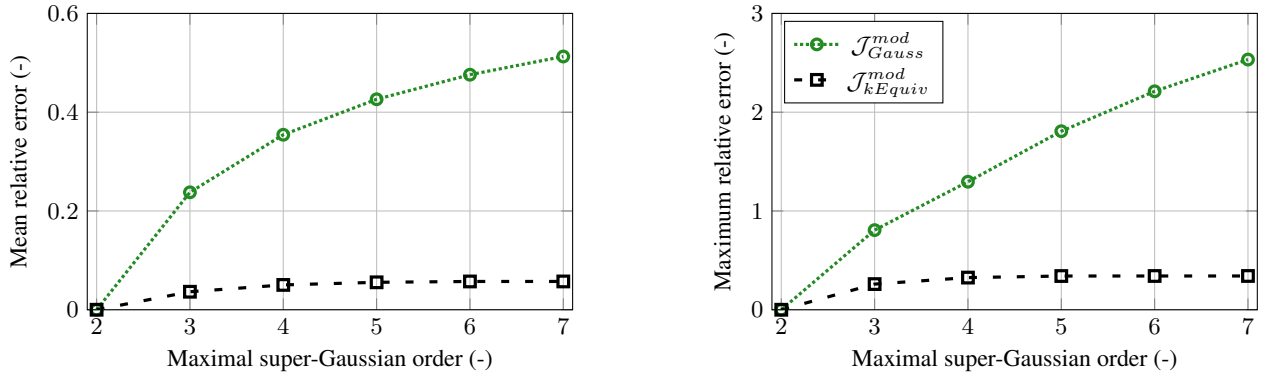 0.6
0.4
0.2
0
2 3 4 5 6 7
Mean relative error (-)
Maximal super-Gaussian order (-)
3
2
1
0
2 3 4 5 6 7
Maximum relative error (-)
Maximal super-Gaussian order (-)
$\mathcal{J}_{Gauss}^{mod}$
$\mathcal{J}_{kEquiv}^{mod}$